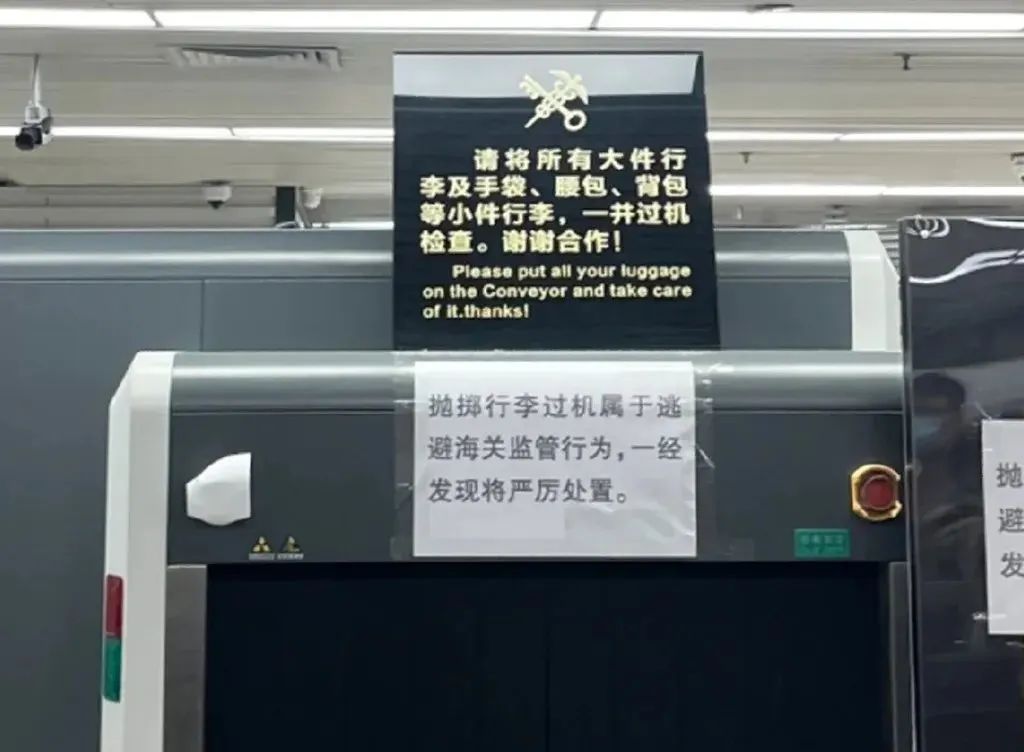 请将所有大件行
李及手袋、腰包、背包
等小件行李，一并过机
检查。谢谢合作！
Please put all your luggage
on the Conveyor and take care
of it.thanks!
抛掷行李过机属于逃
避海关监管行为，一经
发现将严厉处置。
抛
避
发